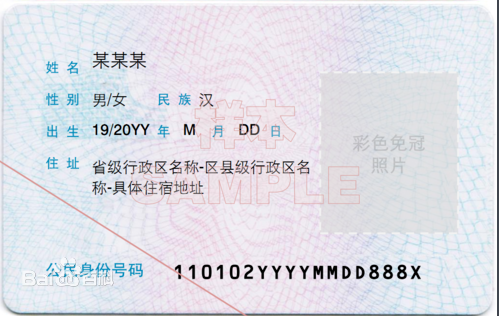 姓名 某某某
性别 男/女 民族 汉
出生 19/20YY 年 M 月 DD 日
住址 省级行政区名称-区县级行政区名
称-具体住宿地址
彩色免冠
照片
样本
SAMPLE
公民身份号码 110102YYYYMMDD888X
Bai百科